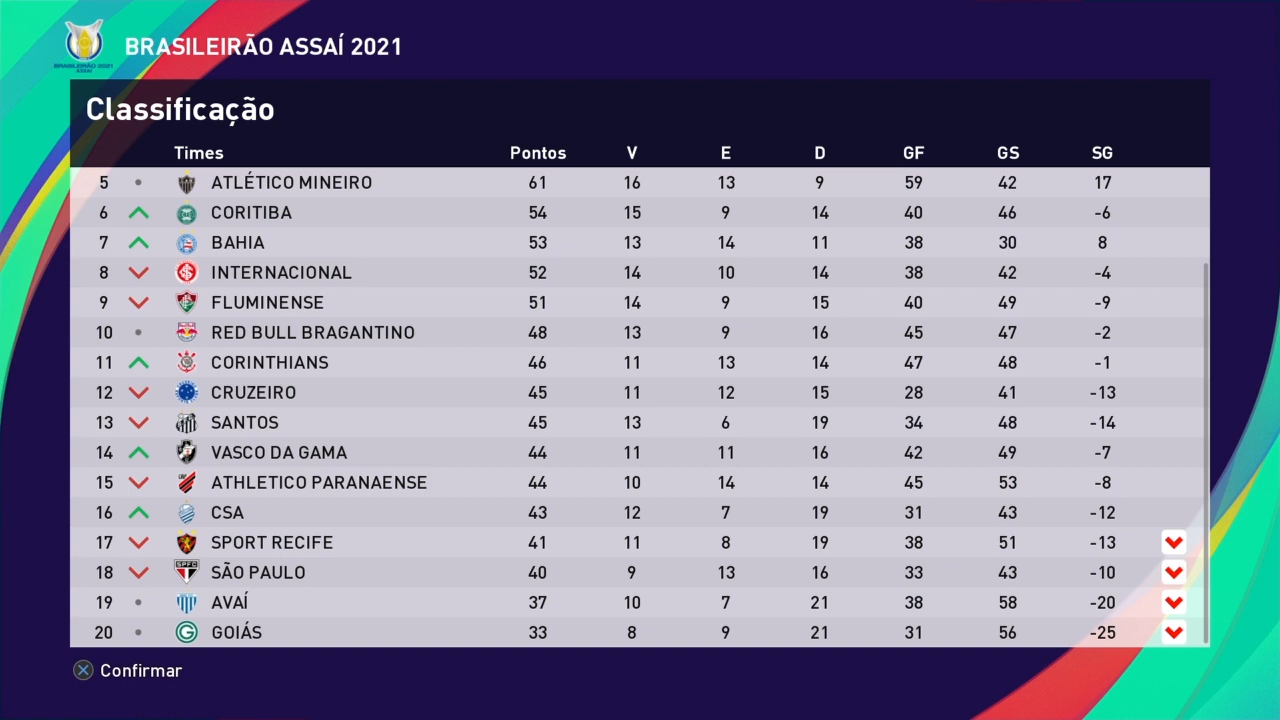 BRASILEIRÃO ASSAÍ 2021
BRASILEIRÃO 2021
ASSAÍ
Classificação
Times Pontos V E D GF GS SG
5 ATLÉTICO MINEIRO 61 16 13 9 59 42 17
6 CORITIBA 54 15 9 14 40 46 -6
7 BAHIA 53 13 14 11 38 30 8
8 INTERNACIONAL 52 14 10 14 38 42 -4
9 FLUMINENSE 51 14 9 15 40 49 -9
10 RED BULL BRAGANTINO 48 13 9 16 45 47 -2
11 CORINTHIANS 46 11 13 14 47 48 -1
12 CRUZEIRO 45 11 12 15 28 41 -13
13 SANTOS 45 13 6 19 34 48 -14
14 VASCO DA GAMA 44 11 11 16 42 49 -7
15 ATHLETICO PARANAENSE 44 10 14 14 45 53 -8
16 CSA 43 12 7 19 31 43 -12
17 SPORT RECIFE 41 11 8 19 38 51 -13
18 SPFC SÃO PAULO 40 9 13 16 33 43 -10
19 AVAÍ 37 10 7 21 38 58 -20
20 GOIÁS 33 8 9 21 31 56 -25
Confirmar